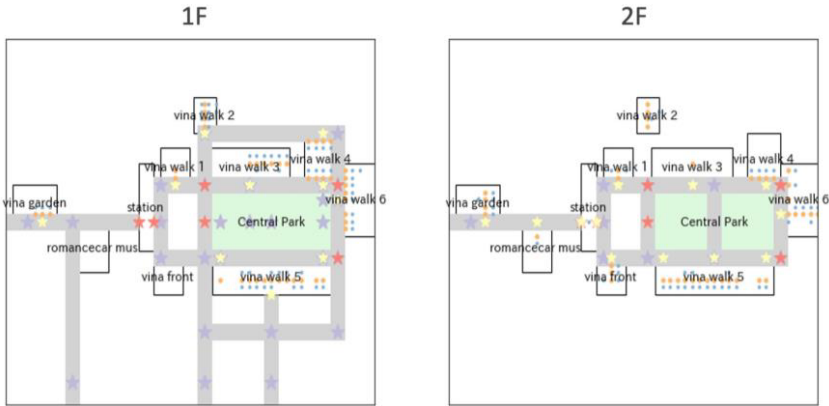 1F
2F
vina walk 2
vina walk 1
vina walk 3
vina walk 4
vina walk 6
vina garden
station
Central Park
romancecar mus
vina front
vina walk 5
vina walk 2
vina walk 1
vina walk 3
vina walk 4
vina walk 6
vina garden
station
Central Park
romancecar mus
vina front
vina walk 5